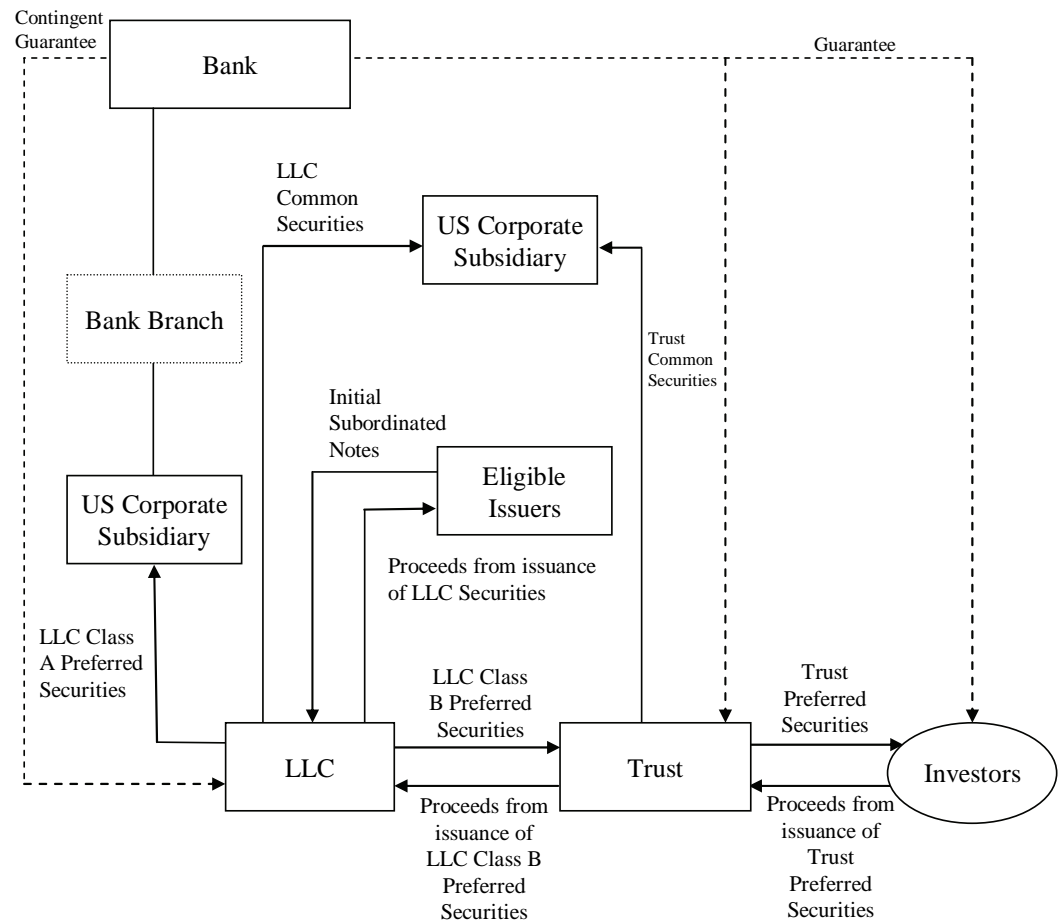 Contingent
Guarantee
Bank
Guarantee
LLC
Common
Securities
US Corporate
Subsidiary
Bank Branch
Trust
Common
Securities
Initial
Subordinated
Notes
Eligible
Issuers
US Corporate
Subsidiary
Proceeds from issuance
of LLC Securities
LLC Class
A Preferred
Securities
LLC Class
B Preferred
Securities
Trust
Preferred
Securities
LLC
Trust
Investors
Proceeds from
issuance of
LLC Class B
Preferred
Securities
Proceeds from
issuance of
Trust
Preferred
Securities